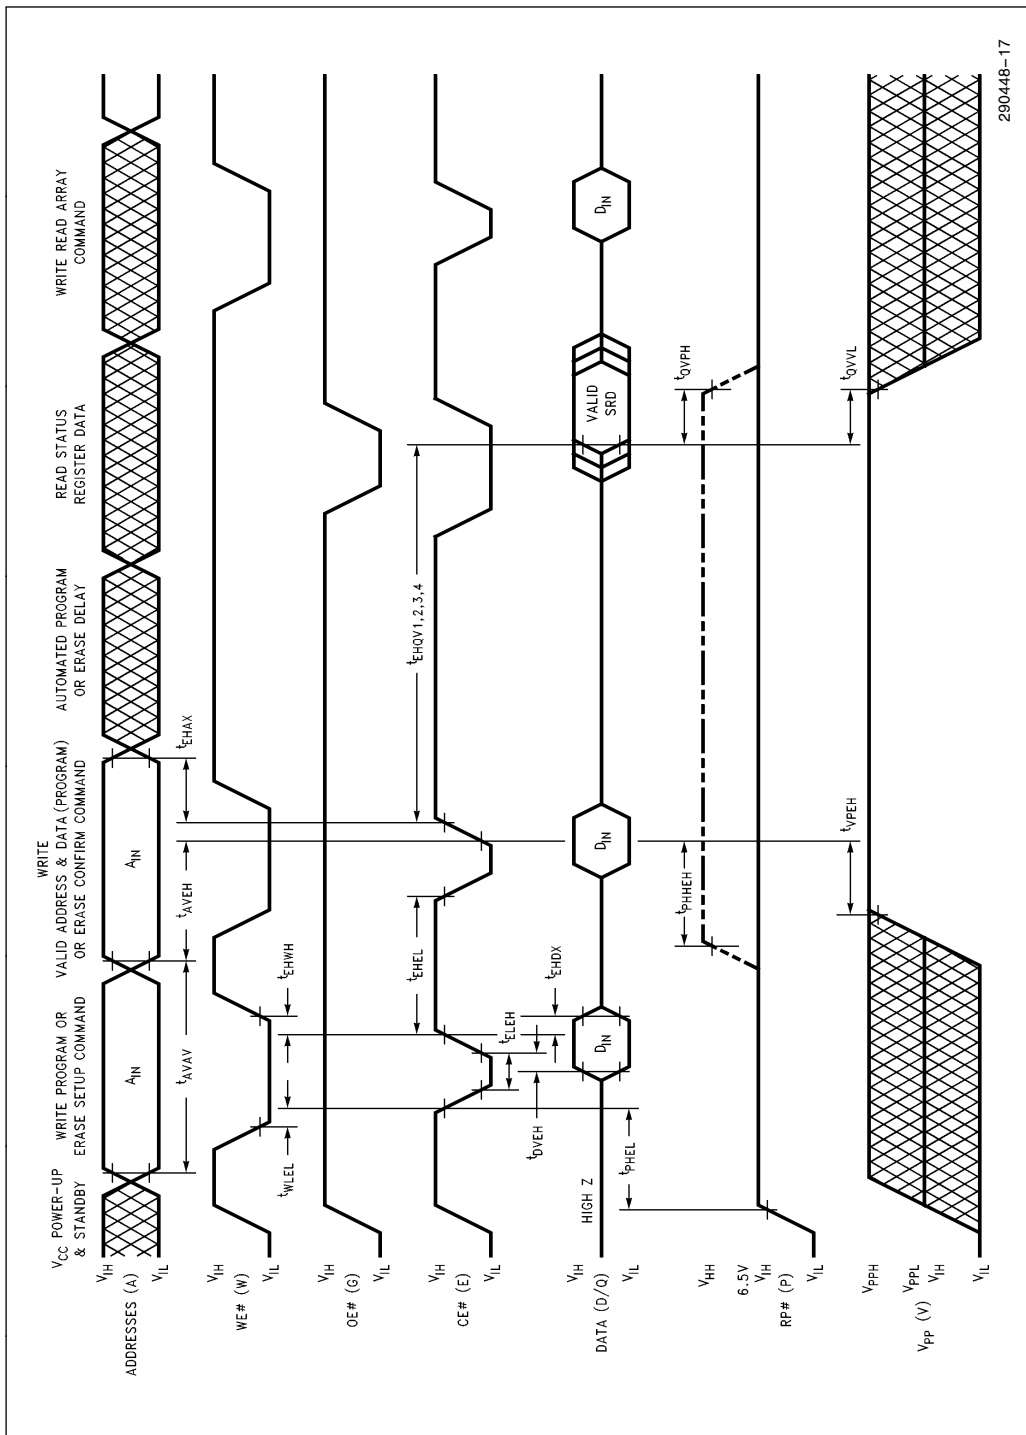 V_CC POWER-UP
& STANDBY
WRITE PROGRAM OR
ERASE SETUP COMMAND
WRITE
VALID ADDRESS & DATA (PROGRAM)
OR ERASE CONFIRM COMMAND
AUTOMATED PROGRAM
OR ERASE DELAY
READ STATUS
REGISTER DATA
WRITE READ ARRAY
COMMAND
ADDRESSES (A)
V_IH
V_IL
A_IN
A_IN
t_AVAV
t_AVEH
t_EHAX
WE# (W)
V_IH
V_IL
t_WLEL
t_EHWH
OE# (G)
V_IH
V_IL
t_EHEL
t_EHQV1,2,3,4
CE# (E)
V_IH
V_IL
t_ELEH
t_DVEH
t_EHDX
DATA (D/Q)
V_IH
V_IL
HIGH Z
D_IN
D_IN
VALID
SRD
D_IN
t_PHEL
t_PHHEH
t_QVPH
V_HH
6.5V
V_IH
RP# (P)
V_IL
t_VPEH
t_QVVL
V_PPH
V_PPL
V_PP (V)
V_IH
V_IL
290448-17